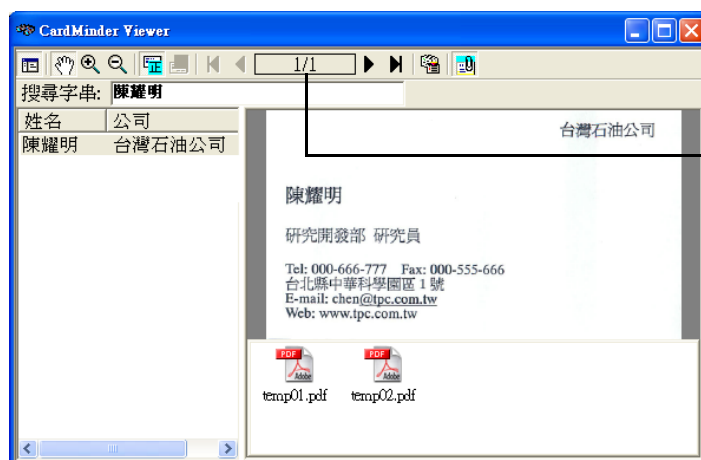 CardMinder Viewer
1/1
搜尋字串: 陳耀明
姓名 公司
陳耀明 台灣石油公司
台灣石油公司
陳耀明
研究開發部 研究員
Tel: 000-666-777 Fax: 000-555-666
台北縣中華科學園區 1 號
E-mail: chen@tpc.com.tw
Web: www.tpc.com.tw
PDF Adobe
PDF Adobe
temp01.pdf temp02.pdf